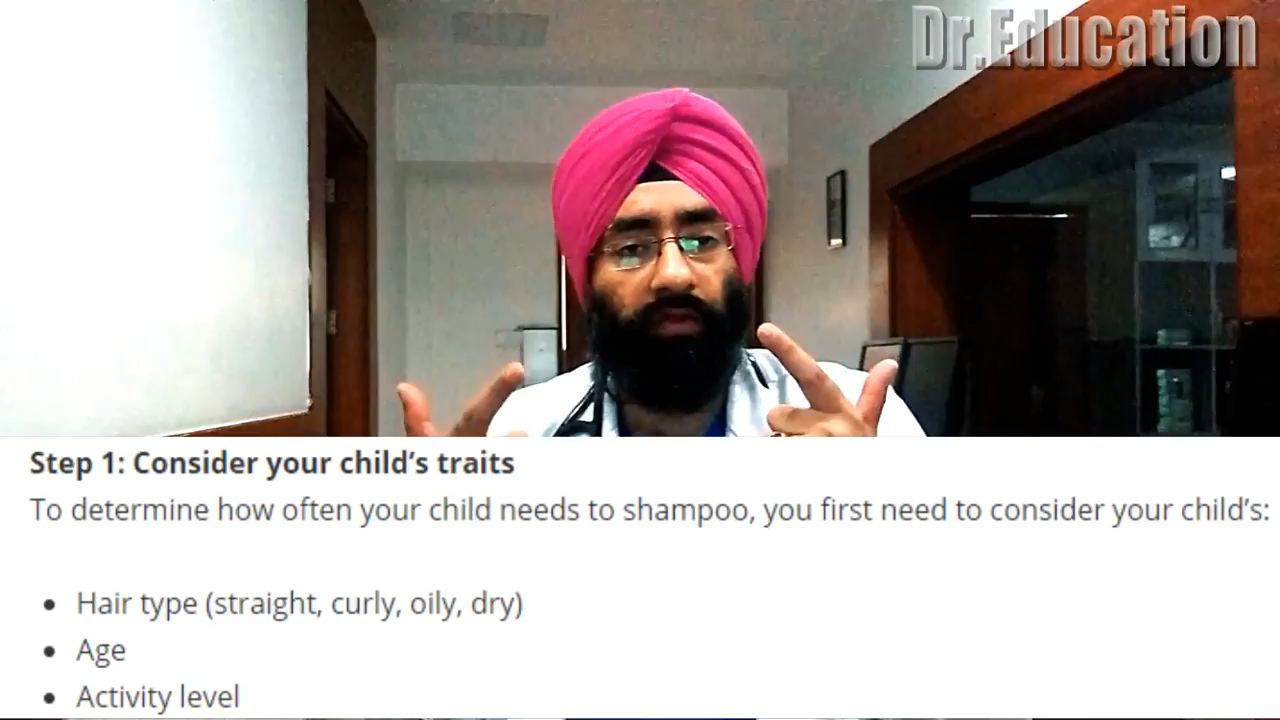 Dr.Education
Step 1: Consider your child’s traits
To determine how often your child needs to shampoo, you first need to consider your child’s:
• Hair type (straight, curly, oily, dry)
• Age
• Activity level